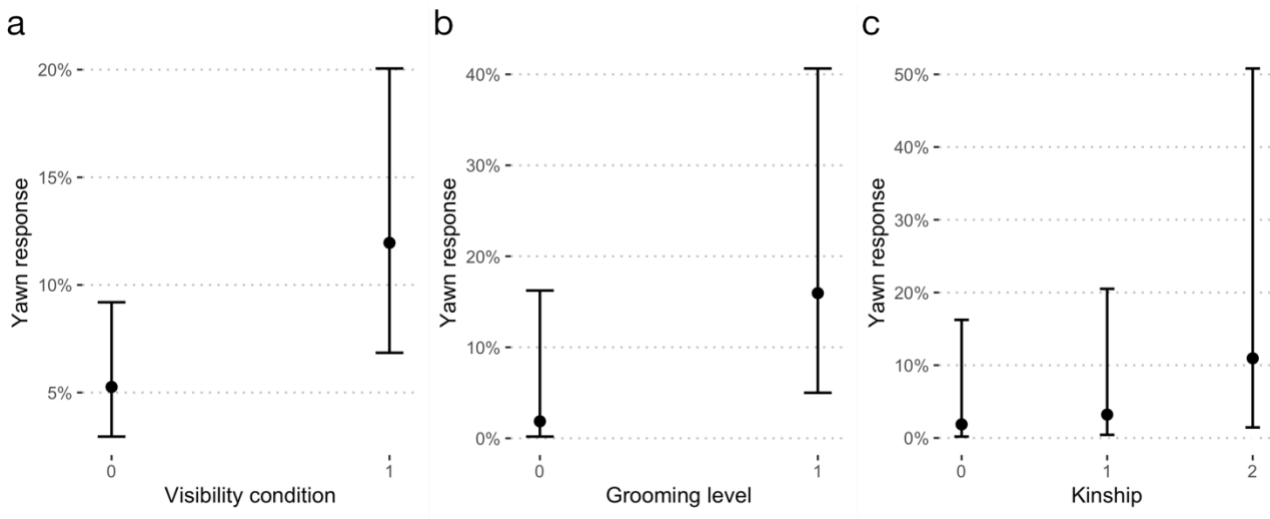 a
20%
15%
10%
5%
Yawn response
0 1
Visibility condition
b
40%
30%
20%
10%
0%
Yawn response
0 1
Grooming level
c
50%
40%
30%
20%
10%
0%
Yawn response
0 1 2
Kinship